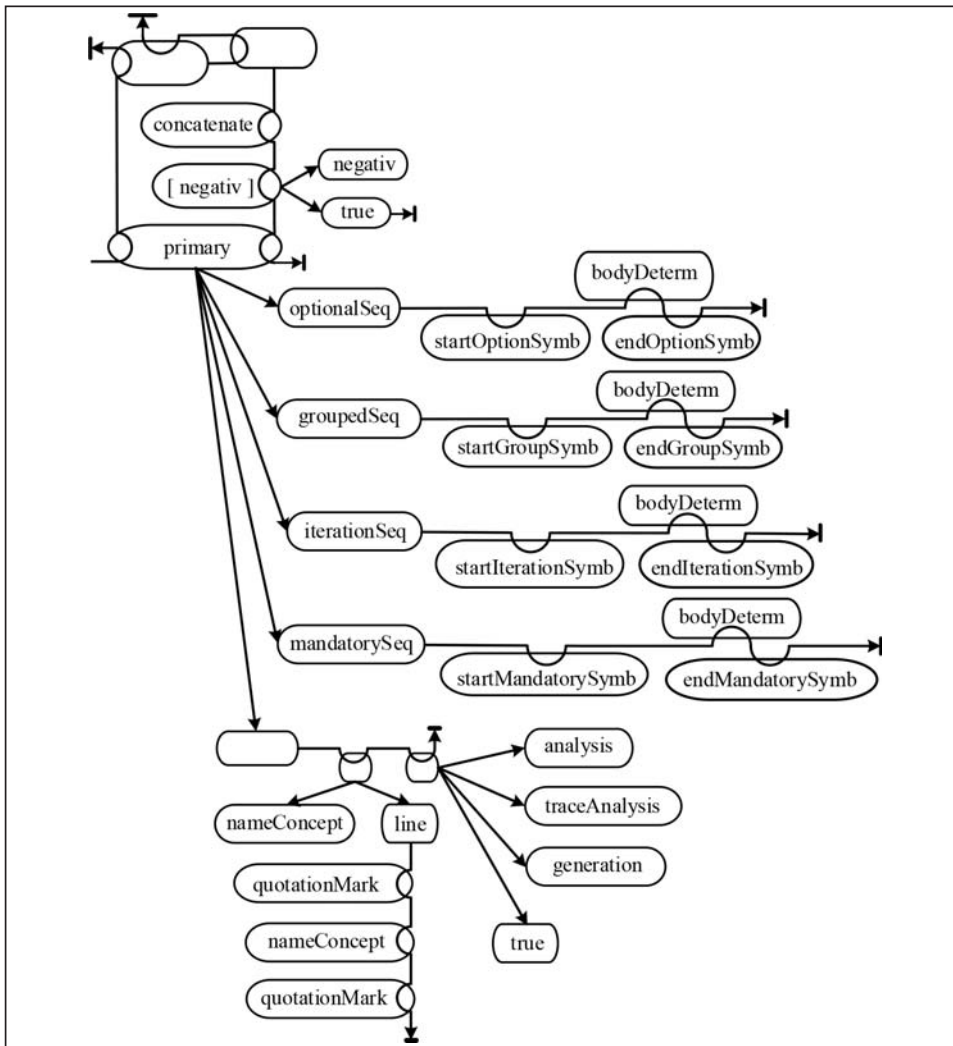 concatenate
[ negativ ]
negativ
true
primary
optionalSeq
bodyDeterm
startOptionSymb
endOptionSymb
groupedSeq
bodyDeterm
startGroupSymb
endGroupSymb
iterationSeq
bodyDeterm
startIterationSymb
endIterationSymb
mandatorySeq
bodyDeterm
startMandatorySymb
endMandatorySymb
analysis
traceAnalysis
nameConcept
line
generation
quotationMark
true
nameConcept
quotationMark